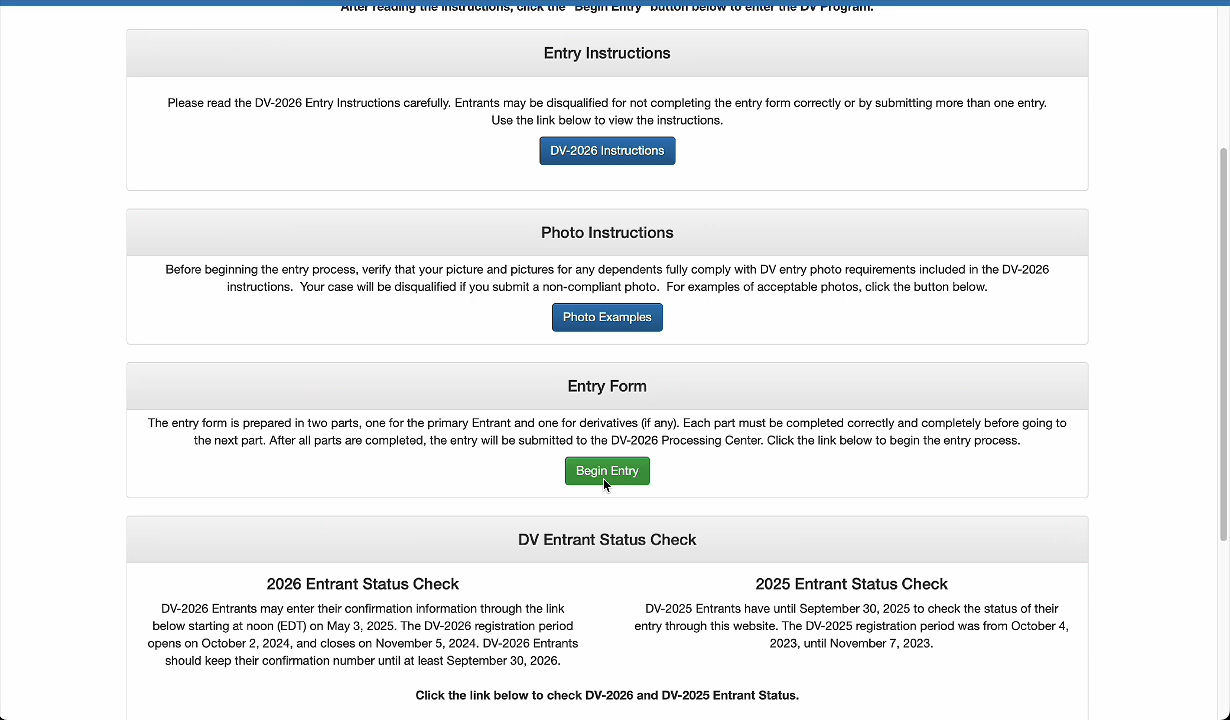 After reading the instructions, click the "Begin Entry" button below to enter the DV Program.
Entry Instructions
Please read the DV-2026 Entry Instructions carefully. Entrants may be disqualified for not completing the entry form correctly or by submitting more than one entry.
Use the link below to view the instructions.
DV-2026 Instructions
Photo Instructions
Before beginning the entry process, verify that your picture and pictures for any dependents fully comply with DV entry photo requirements included in the DV-2026
instructions.  Your case will be disqualified if you submit a non-compliant photo.  For examples of acceptable photos, click the button below.
Photo Examples
Entry Form
The entry form is prepared in two parts, one for the primary Entrant and one for derivatives (if any). Each part must be completed correctly and completely before going to
the next part. After all parts are completed, the entry will be submitted to the DV-2026 Processing Center. Click the link below to begin the entry process.
Begin Entry
DV Entrant Status Check
2026 Entrant Status Check
DV-2026 Entrants may enter their confirmation information through the link
below starting at noon (EDT) on May 3, 2025. The DV-2026 registration period
opens on October 2, 2024, and closes on November 5, 2024. DV-2026 Entrants
should keep their confirmation number until at least September 30, 2026.
2025 Entrant Status Check
DV-2025 Entrants have until September 30, 2025 to check the status of their
entry through this website. The DV-2025 registration period was from October 4,
2023, until November 7, 2023.
Click the link below to check DV-2026 and DV-2025 Entrant Status.